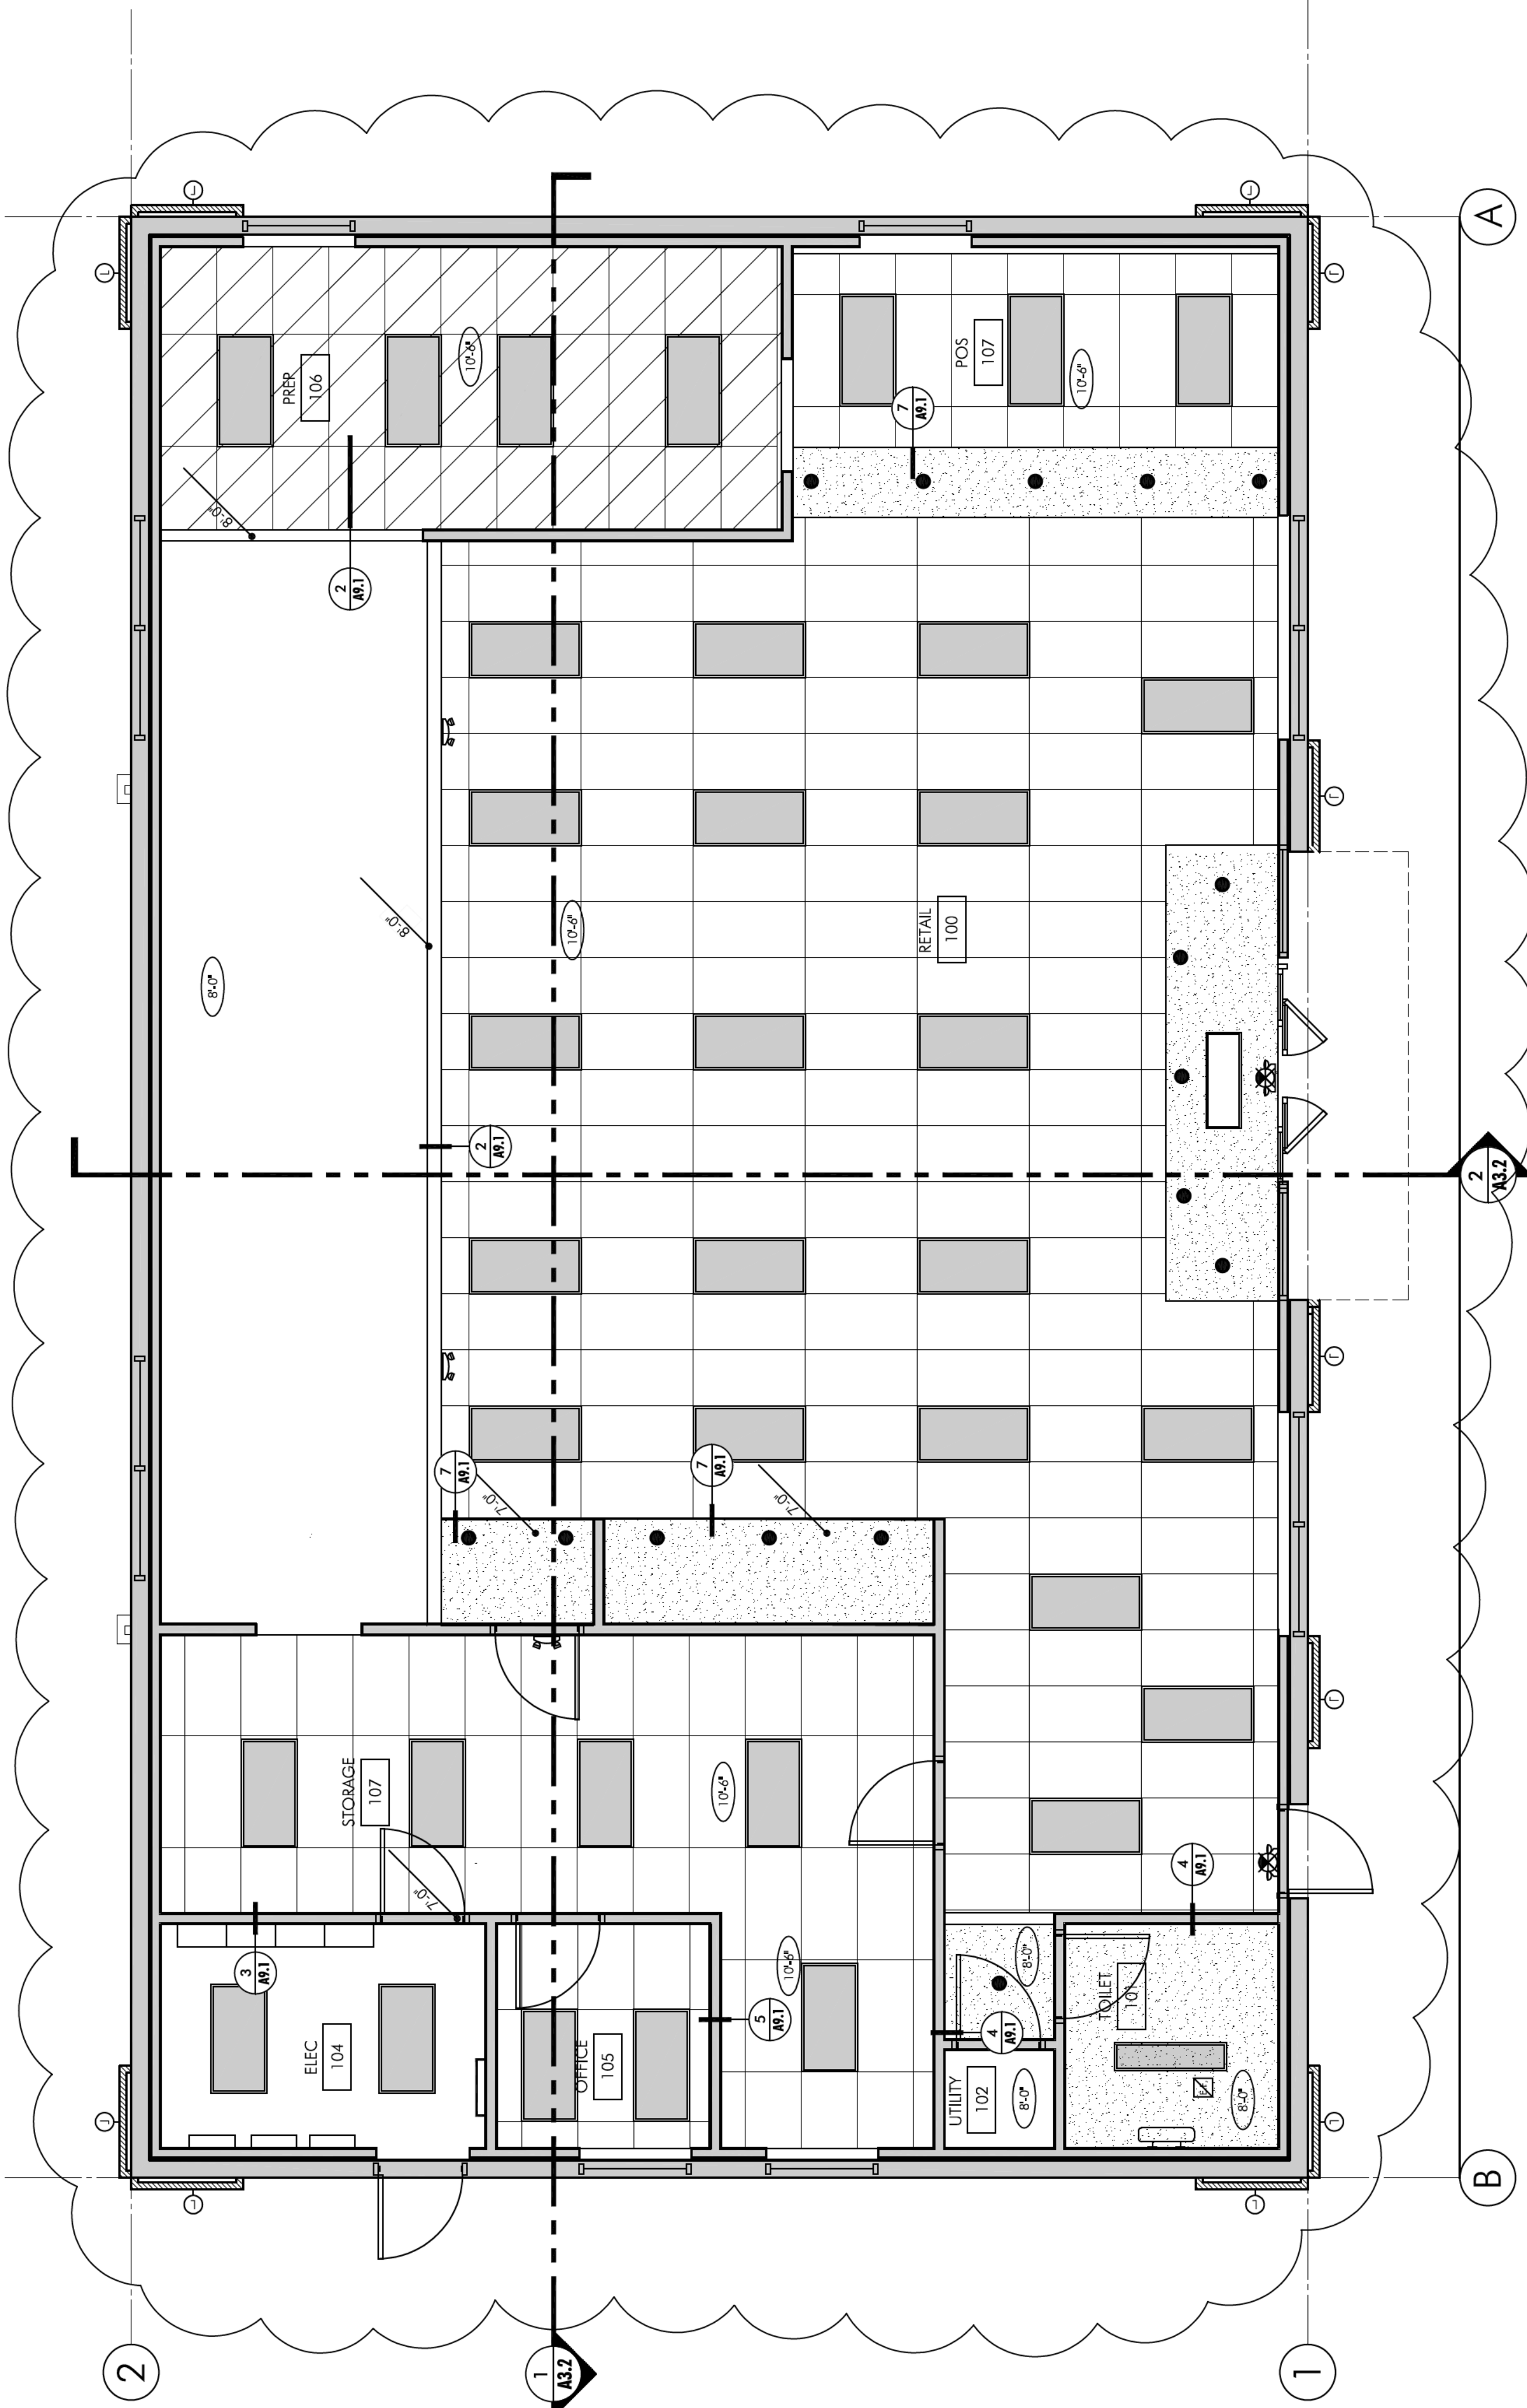 2
1
A3.2
1
B
A
2
A3.2
L
L
L
L
L
L
L
L
L
L
L
L
PREP
106
10'-6"
8'-0"
2
A9.1
POS
107
10'-6"
7
A9.1
8'-0"
8'-0"
10'-6"
RETAIL
100
2
A9.1
7
A9.1
7'-0"
7
A9.1
7'-0"
STORAGE
107
10'-6"
7'-0"
3
A9.1
ELEC
104
OFFICE
105
10'-6"
5
A9.1
4
A9.1
8'-0"
4
A9.1
UTILITY
102
8'-0"
TOILET
101
8'-0"